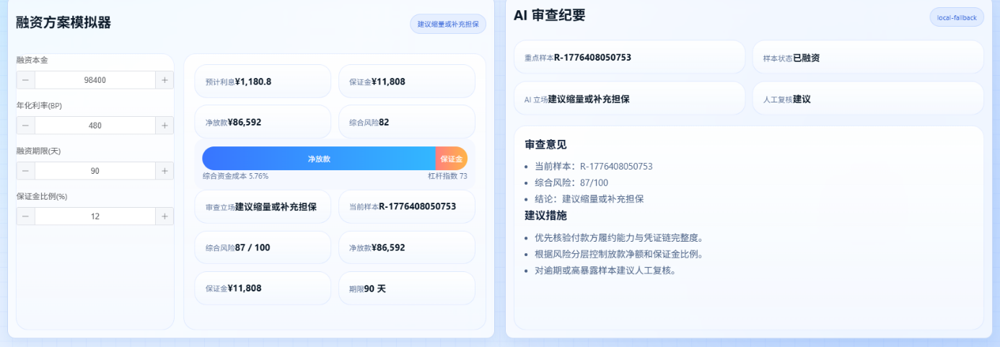 融资方案模拟器
建议缩量或补充担保
融资本金
− 98400 +
年化利率(BP)
− 480 +
融资期限(天)
− 90 +
保证金比例(%)
− 12 +
预计利息¥1,180.8
保证金¥11,808
净放款¥86,592
综合风险82
净放款
保证金
综合资金成本 5.76%
杠杆指数 73
审查立场建议缩量或补充担保
当前样本R-1776408050753
综合风险87 / 100
净放款¥86,592
保证金¥11,808
期限90 天
AI 审查纪要
local-fallback
重点样本R-1776408050753
样本状态已融资
AI 立场建议缩量或补充担保
人工复核建议
审查意见
• 当前样本：R-1776408050753
• 综合风险：87/100
• 结论：建议缩量或补充担保
建议措施
• 优先核验付款方履约能力与凭证链完整度。
• 根据风险分层控制放款净额和保证金比例。
• 对逾期或高暴露样本建议人工复核。